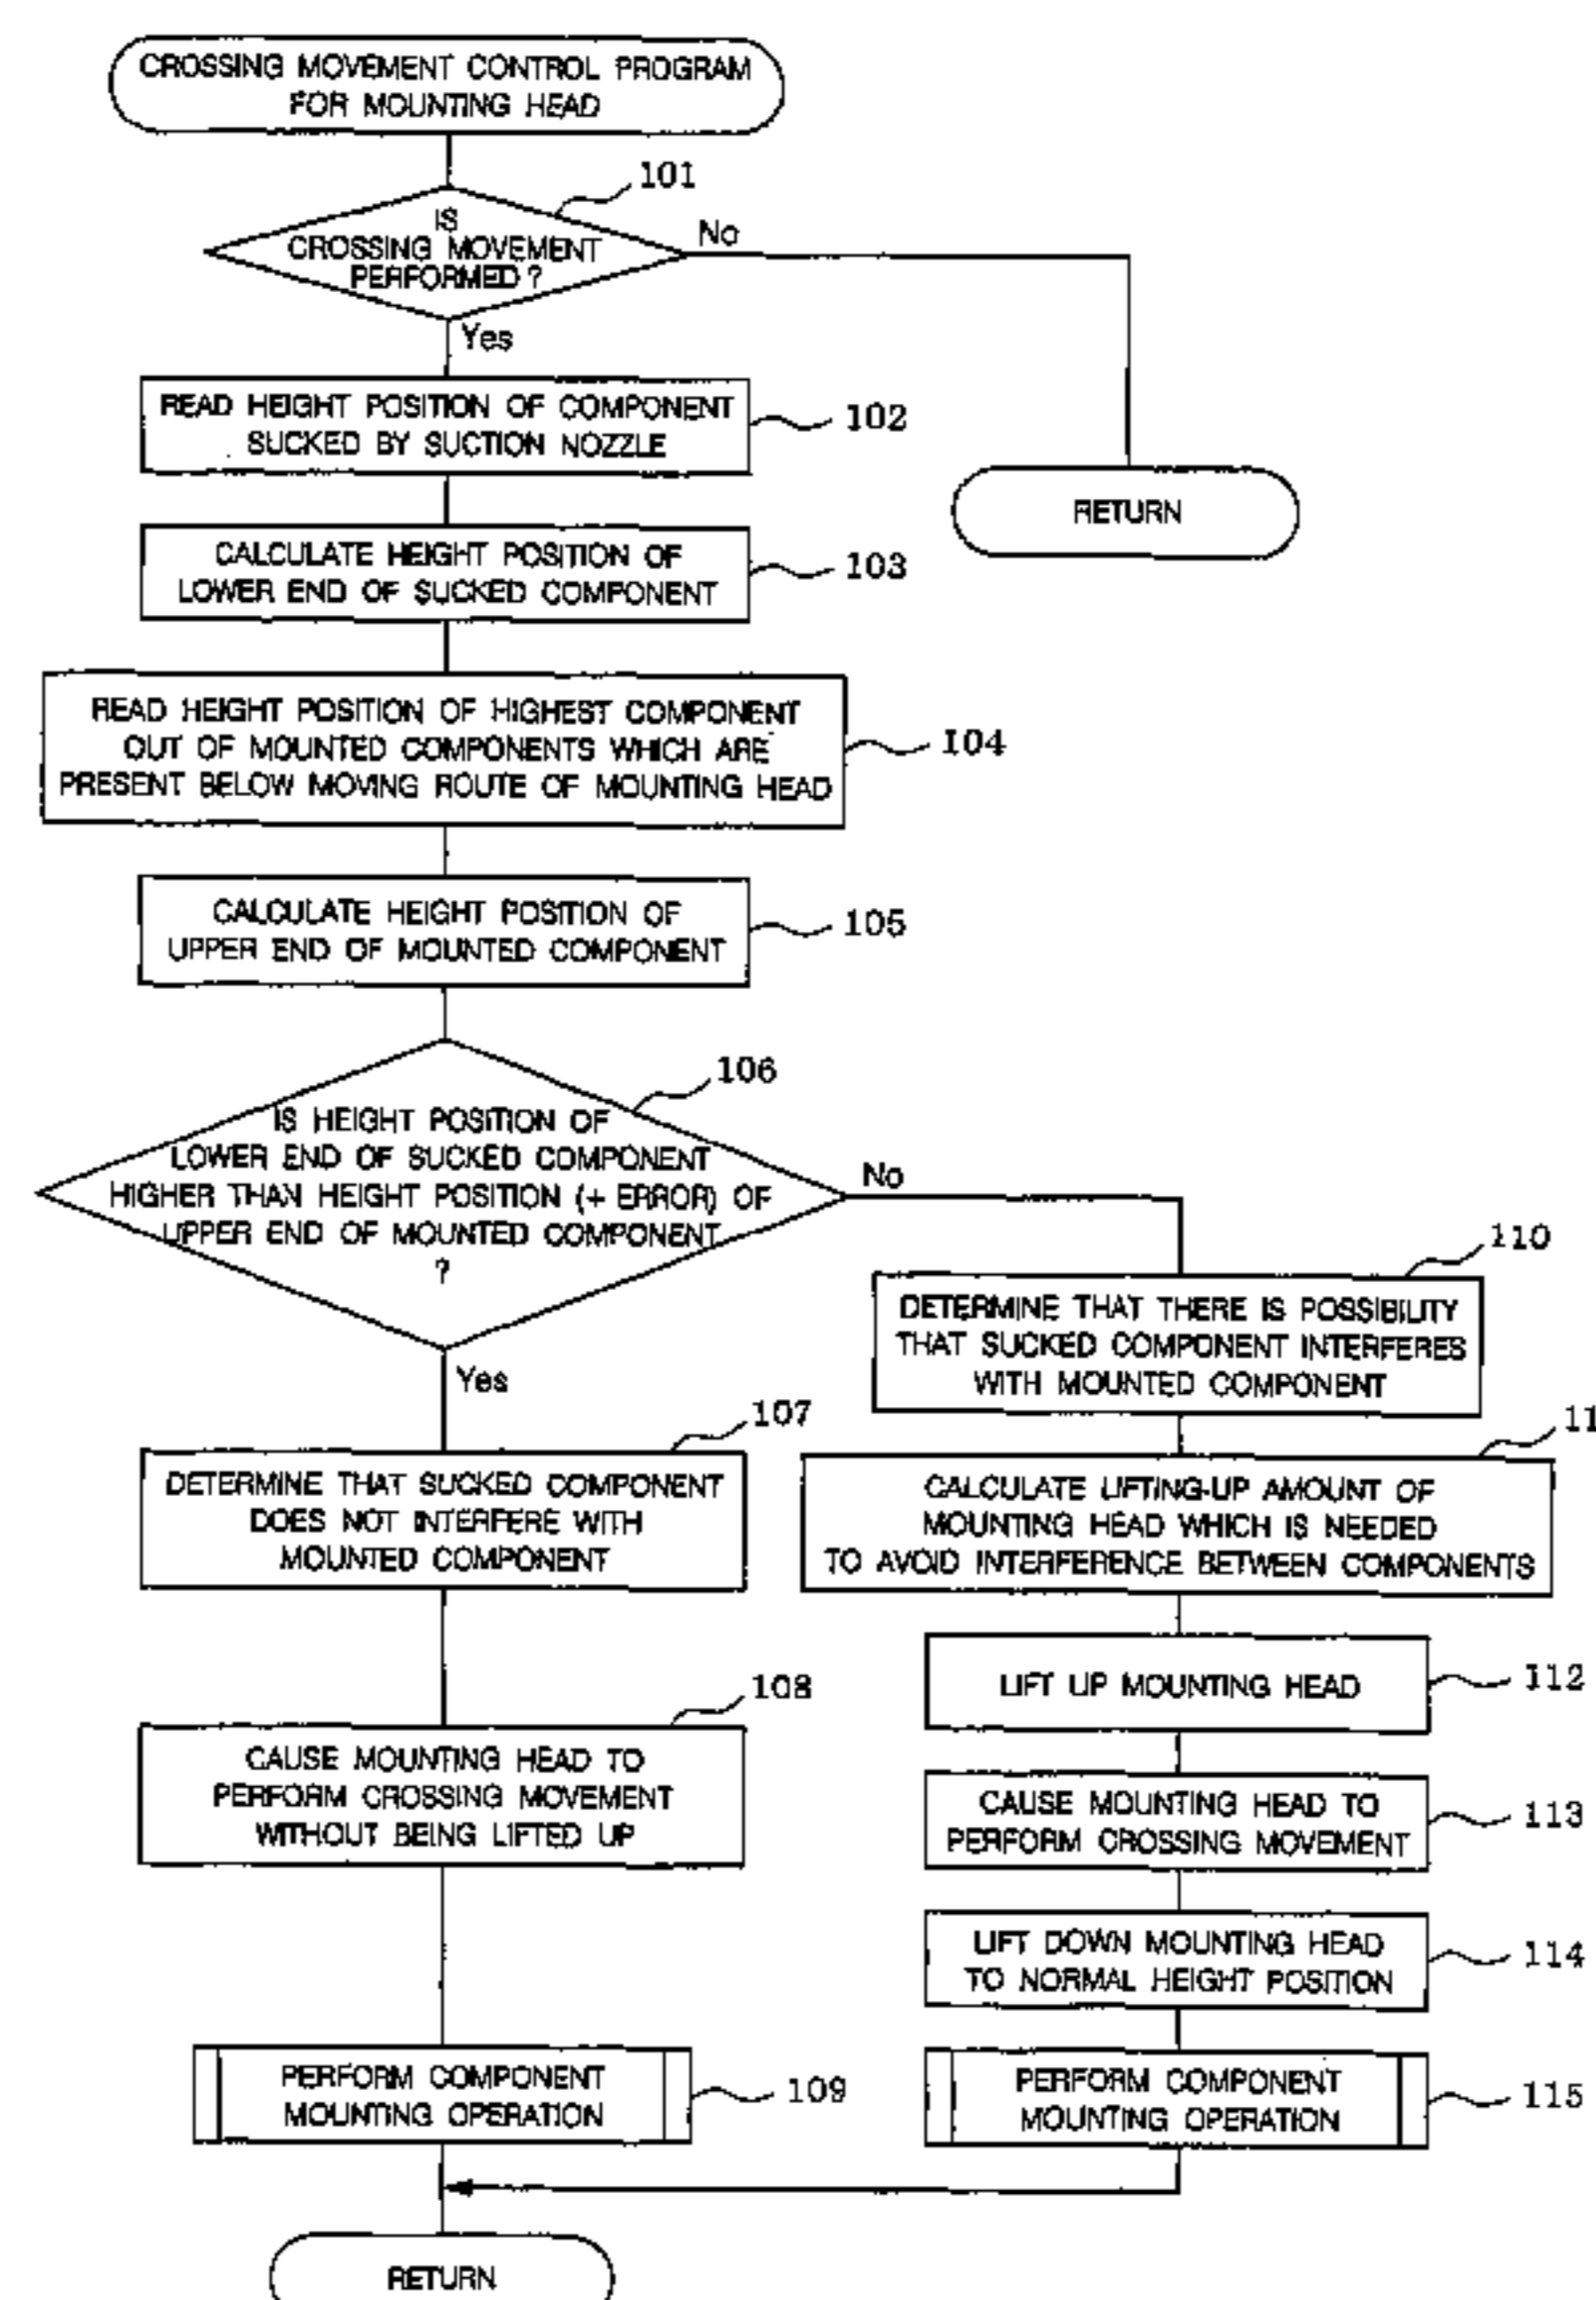 CROSSING MOVEMENT CONTROL PROGRAM
FOR MOUNTING HEAD
101
IS
CROSSING MOVEMENT
PERFORMED?
No
Yes
READ HEIGHT POSITION OF COMPONENT
SUCKED BY SUCTION NOZZLE
102
RETURN
CALCULATE HEIGHT POSITION OF
LOWER END OF SUCKED COMPONENT
103
READ HEIGHT POSITION OF HIGHEST COMPONENT
OUT OF MOUNTED COMPONENTS WHICH ARE
PRESENT BELOW MOVING ROUTE OF MOUNTING HEAD
104
CALCULATE HEIGHT POSITION OF
UPPER END OF MOUNTED COMPONENT
105
106
IS HEIGHT POSITION OF
LOWER END OF SUCKED COMPONENT
HIGHER THAN HEIGHT POSITION (+ ERROR) OF
UPPER END OF MOUNTED COMPONENT
?
No
Yes
107
DETERMINE THAT SUCKED COMPONENT
DOES NOT INTERFERE WITH
MOUNTED COMPONENT
108
CAUSE MOUNTING HEAD TO
PERFORM CROSSING MOVEMENT
WITHOUT BEING LIFTED UP
PERFORM COMPONENT
MOUNTING OPERATION
109
110
DETERMINE THAT THERE IS POSSIBILITY
THAT SUCKED COMPONENT INTERFERES
WITH MOUNTED COMPONENT
11
CALCULATE LIFTING-UP AMOUNT OF
MOUNTING HEAD WHICH IS NEEDED
TO AVOID INTERFERENCE BETWEEN COMPONENTS
LIFT UP MOUNTING HEAD
112
CAUSE MOUNTING HEAD TO
PERFORM CROSSING MOVEMENT
113
LIFT DOWN MOUNTING HEAD
TO NORMAL HEIGHT POSITION
114
PERFORM COMPONENT
MOUNTING OPERATION
115
RETURN